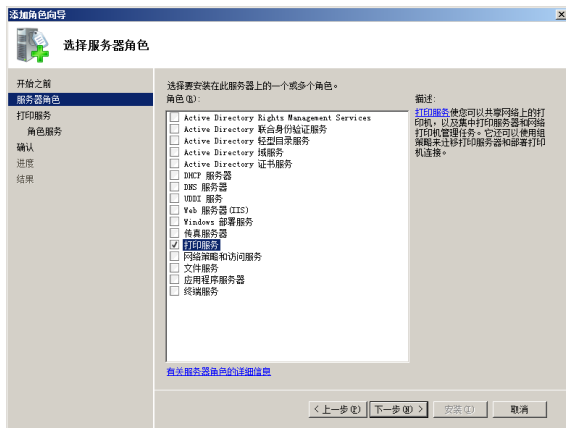 添加角色向导
选择服务器角色
开始之前
服务器角色
打印服务
角色服务
确认
进度
结果
选择要安装在此服务器上的一个或多个角色。
角色(R):
Active Directory Rights Management Services
Active Directory 联合身份验证服务
Active Directory 轻型目录服务
Active Directory 域服务
Active Directory 证书服务
DHCP 服务器
DNS 服务器
UDDI 服务
Web 服务器(IIS)
Windows 部署服务
传真服务器
打印服务
网络策略和访问服务
文件服务
应用程序服务器
终端服务
有关服务器角色的详细信息
描述:
打印服务使您可以共享网络上的打
印机，以及集中打印服务器和网络
打印机管理任务。它还可以使用组
策略来迁移打印服务器和部署打印
机连接。
< 上一步(P)
下一步(N) >
安装(I)
取消